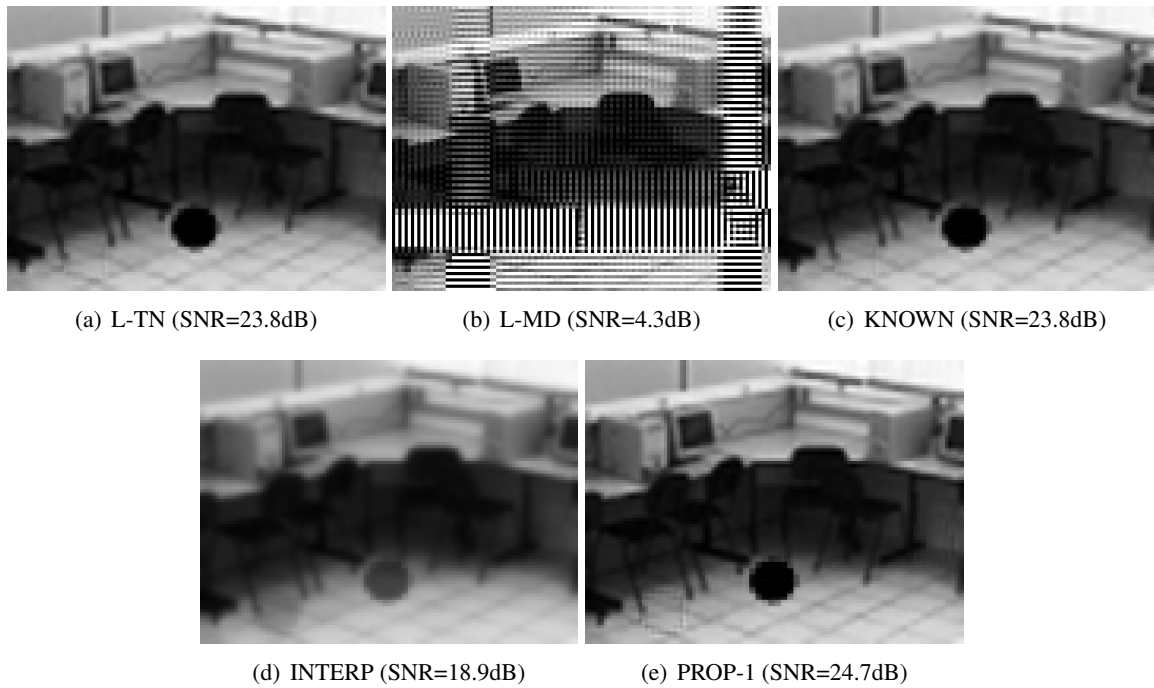 (a) L-TN (SNR=23.8dB)
(b) L-MD (SNR=4.3dB)
(c) KNOWN (SNR=23.8dB)
(d) INTERP (SNR=18.9dB)
(e) PROP-1 (SNR=24.7dB)